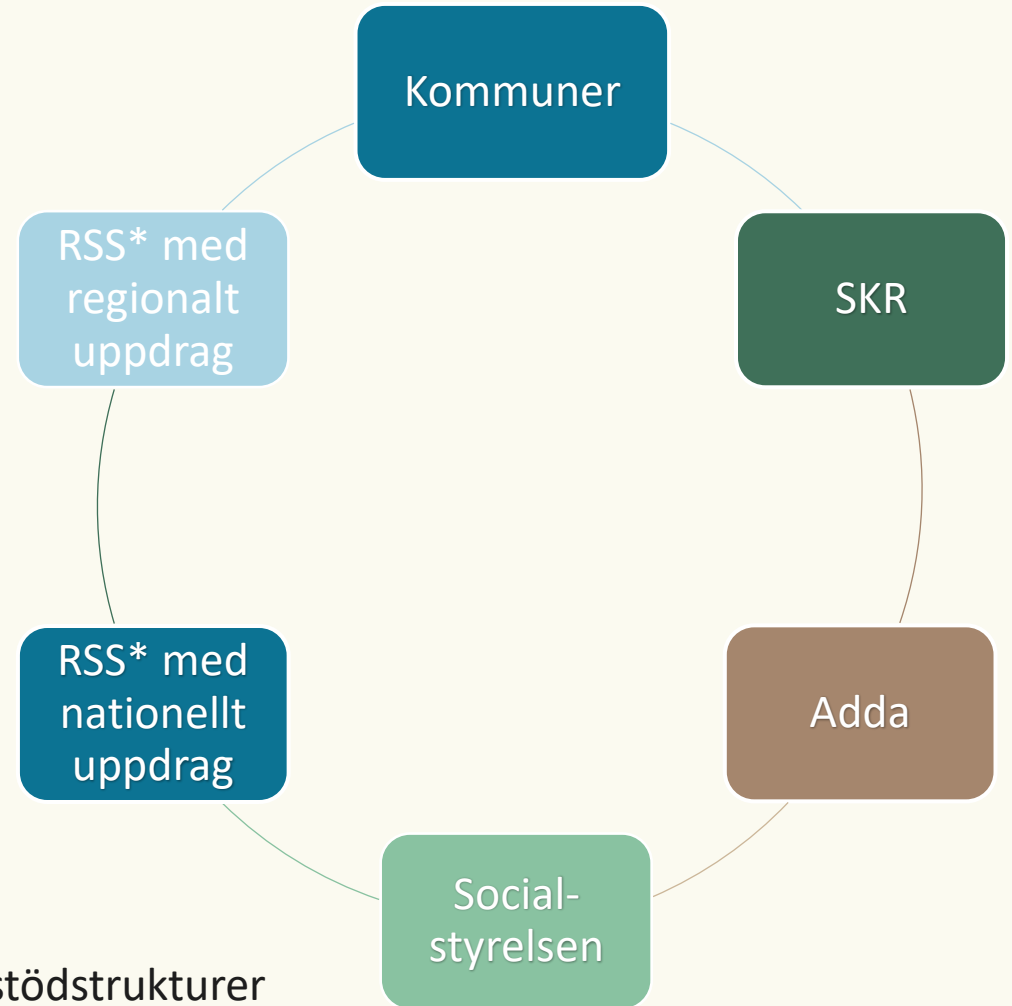 Kommuner
RSS* med
regionalt
uppdrag
SKR
RSS* med
nationellt
uppdrag
Adda
Social-
styrelsen
stödstrukturer